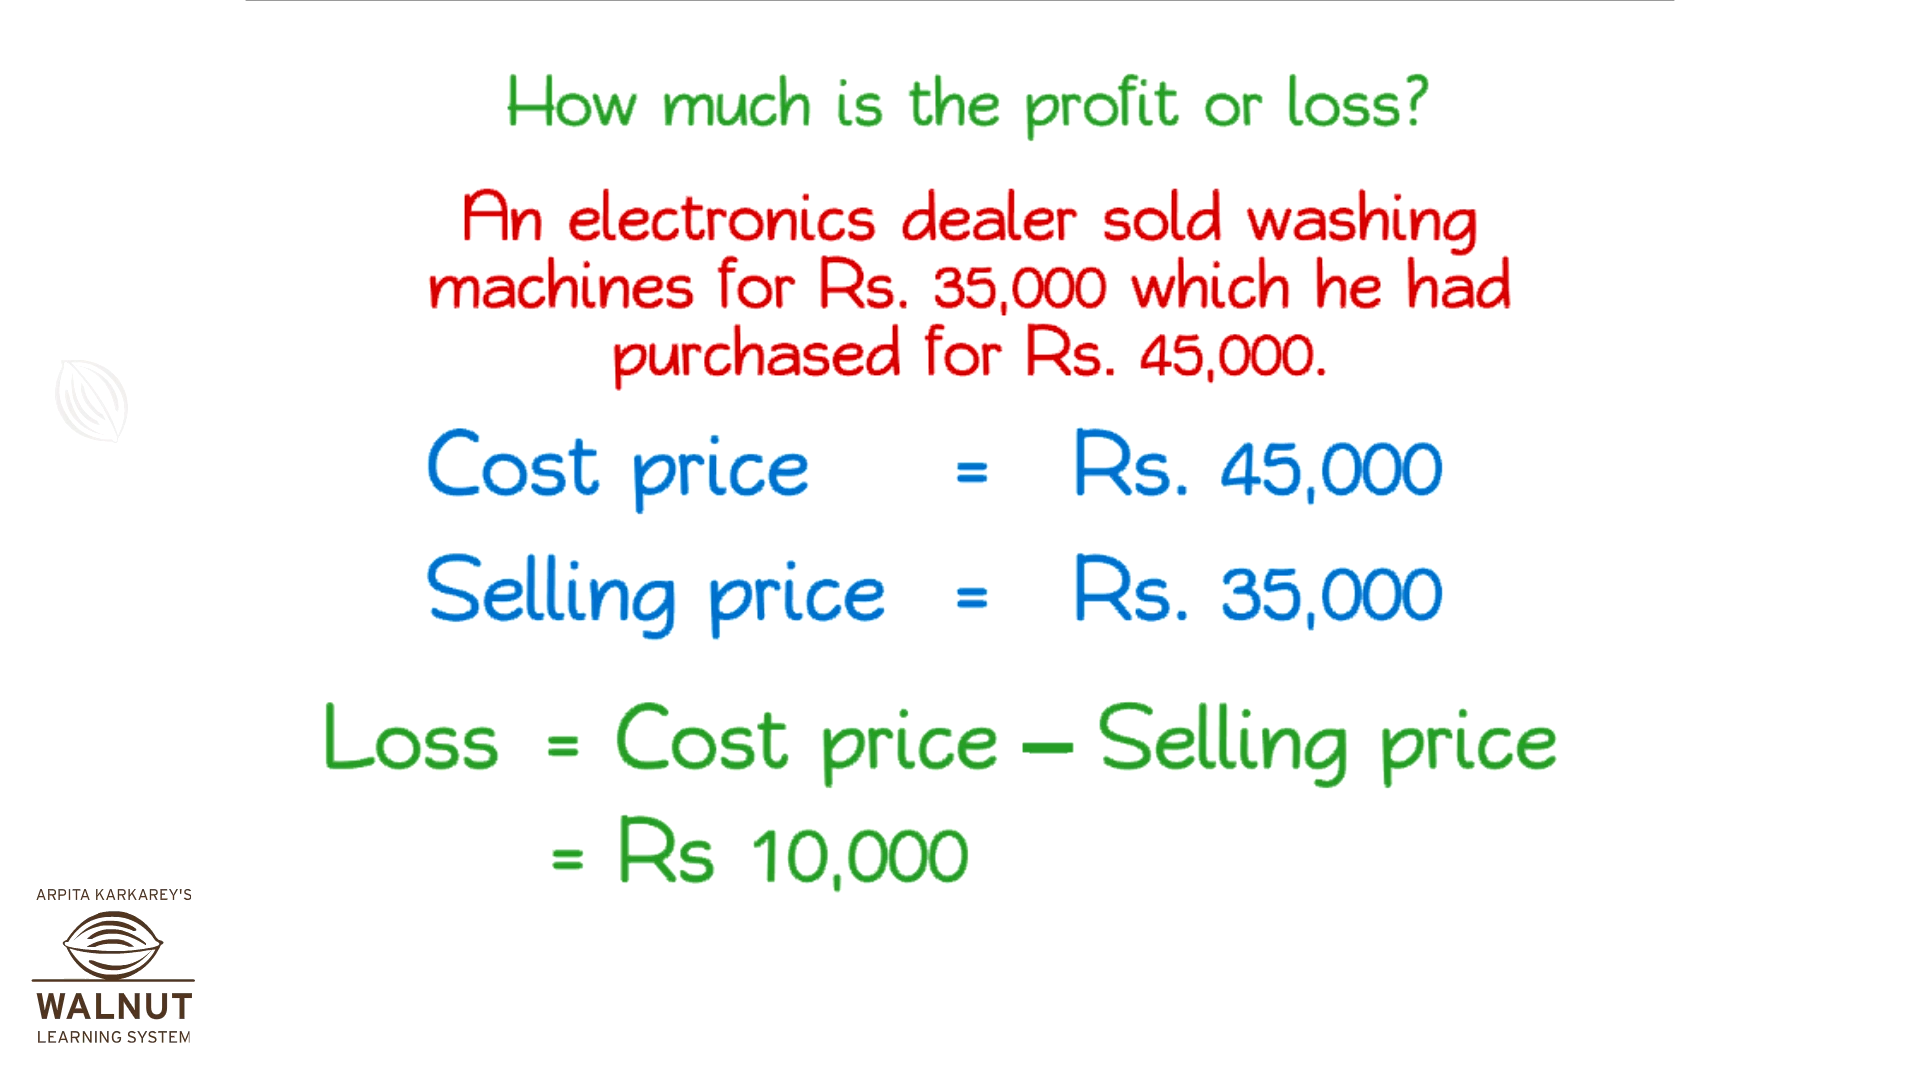 How much is the profit or loss?
An electronics dealer sold washing
machines for Rs. 35,000 which he had
purchased for Rs. 45,000.
Cost price = Rs. 45,000
Selling price = Rs. 35,000
Loss = Cost price – Selling price
= Rs 10,000
ARPITA KARKAREY'S
WALNUT
LEARNING SYSTEM